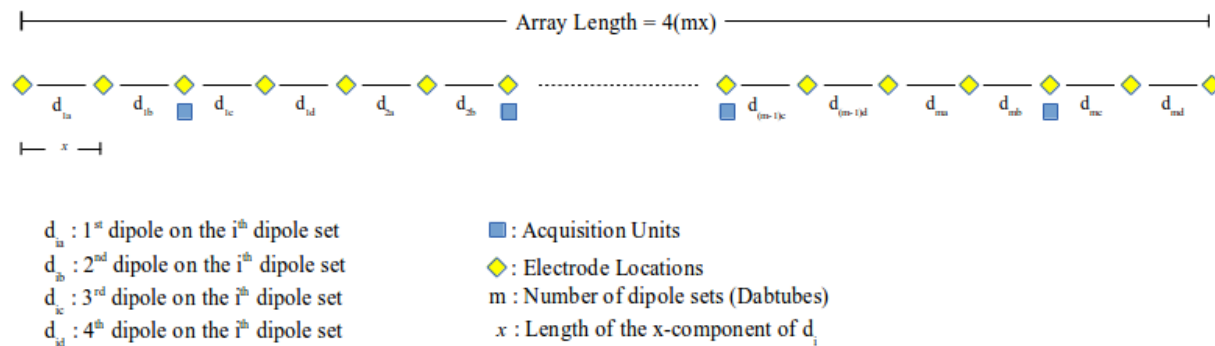 Array Length = 4(mx)
d1a d1b d1c d1d d2a d2b d(m-1)c d(m-1)d dma dmb dmc dmd
x
dia : 1st dipole on the ith dipole set
dib : 2nd dipole on the ith dipole set
dic : 3rd dipole on the ith dipole set
did : 4th dipole on the ith dipole set
: Acquisition Units
: Electrode Locations
m : Number of dipole sets (Dabtubes)
x : Length of the x-component of di